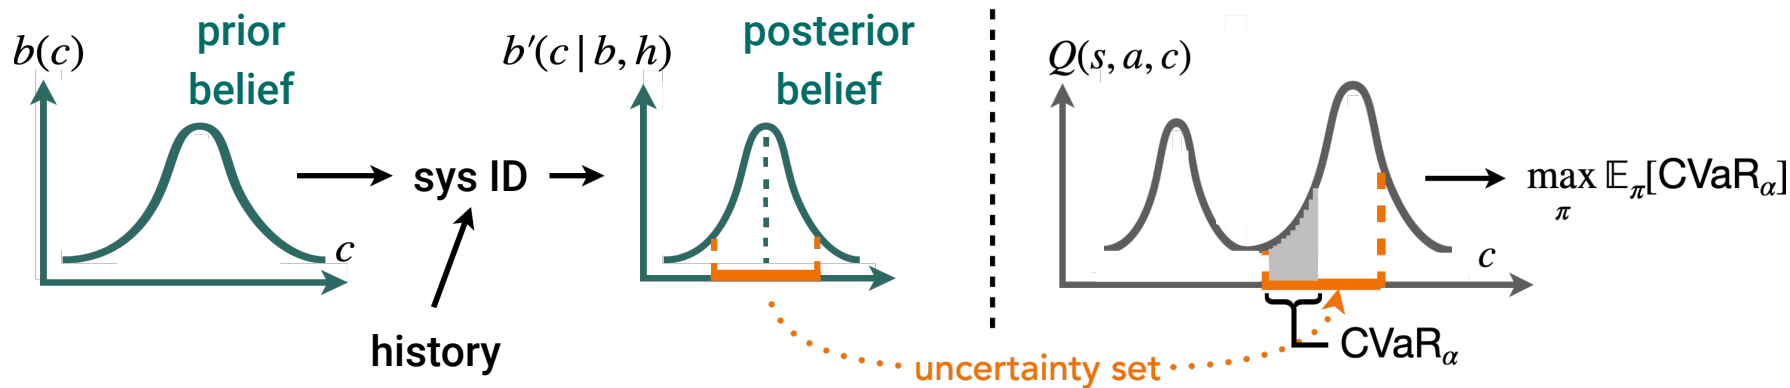 b(c)
prior
belief
c
sys ID
history
b′(c | b, h)
posterior
belief
uncertainty set
Q(s, a, c)
c
CVaRα
max 𝔼π[CVaRα]
π